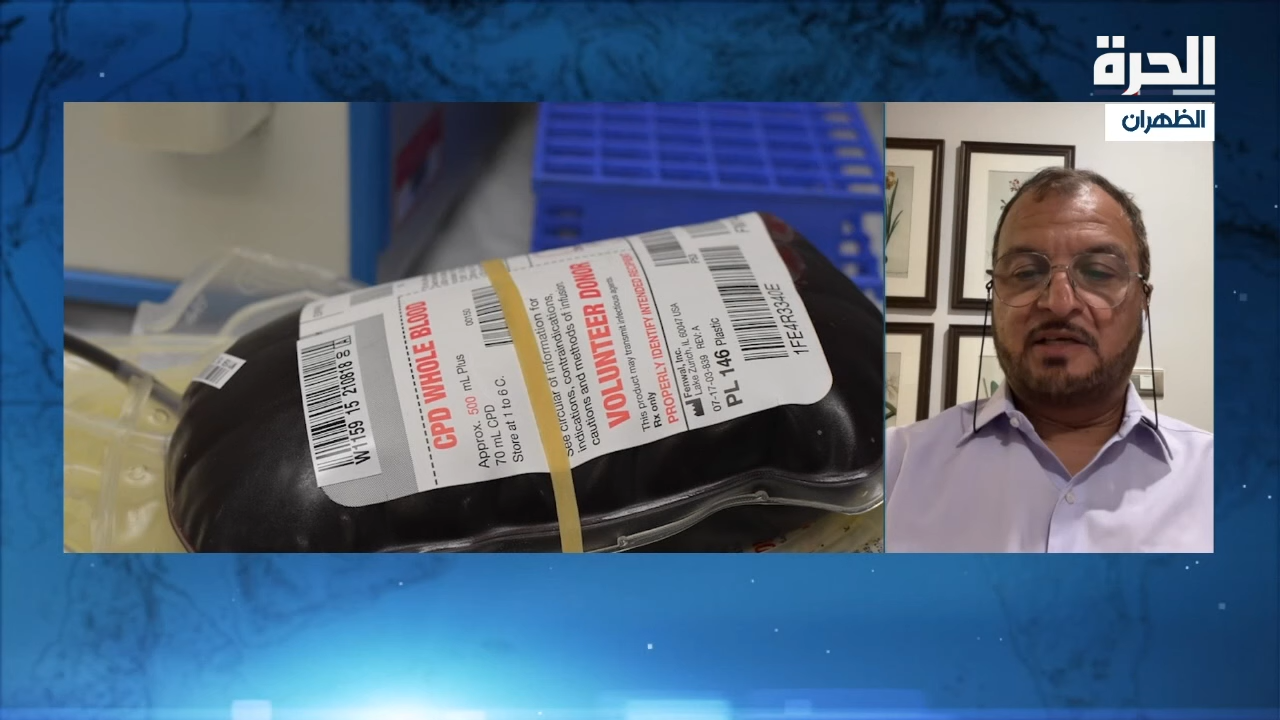 الحرة
الظهران
W1159 15 210818 L
CPD WHOLE BLOOD
Approx. 500 mL Plus
70 mL CPD
Store at 1 to 6 C.
00150
See circular of information for
indications, contraindications,
cautions and methods of infusion.
VOLUNTEER DONOR
This product may transmit infectious agents
Rx only
PROPERLY IDENTIFY INTENDED RECIPIENT
Fenwal, Inc.
Lake Zurich, IL 60047 USA
07-17-03-839 REV: A
PL 146 Plastic
1FE4R3340E